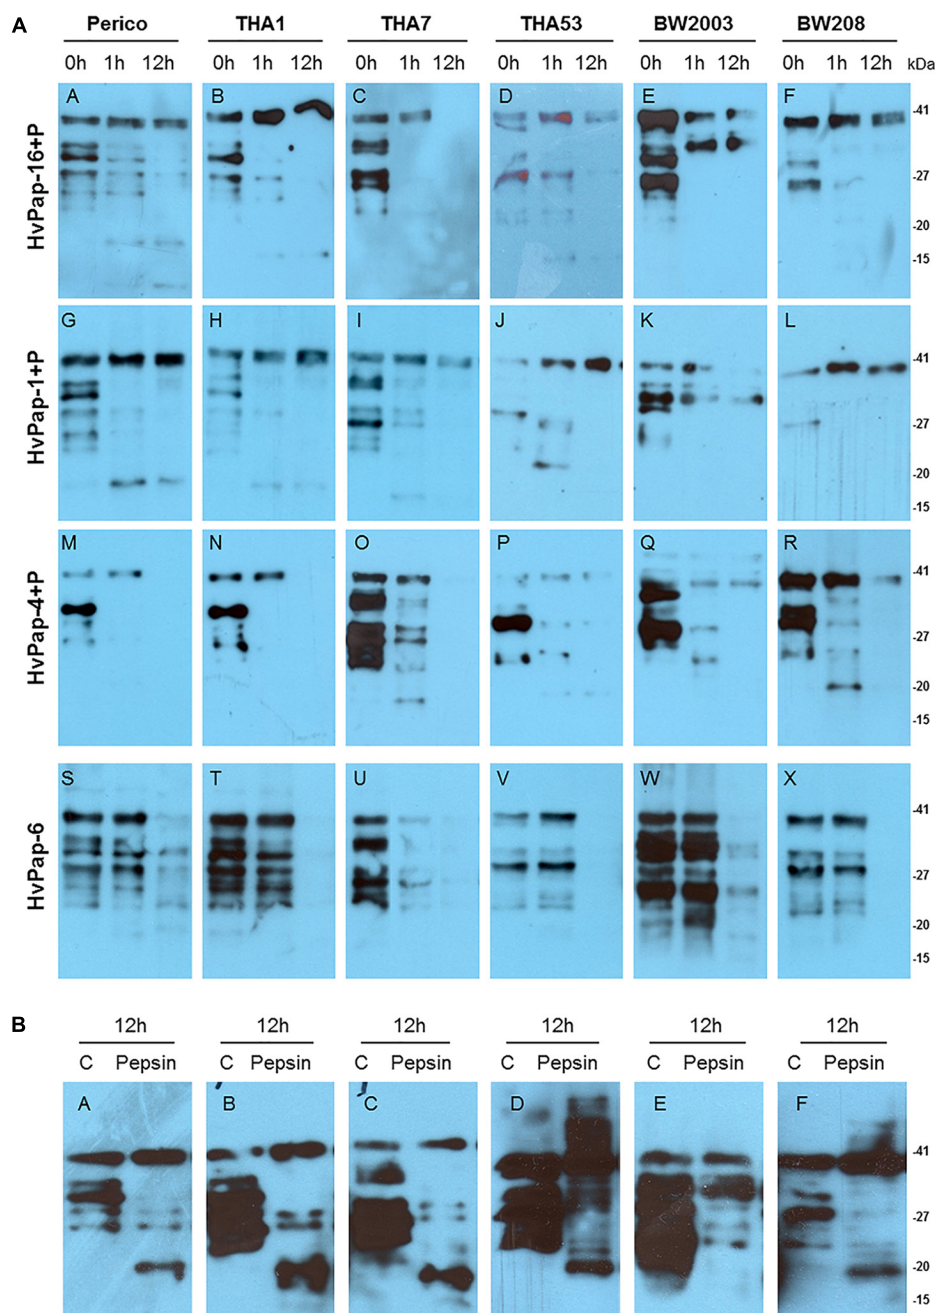 A
Perico THA1 THA7 THA53 BW2003 BW208
0h 1h 12h 0h 1h 12h 0h 1h 12h 0h 1h 12h 0h 1h 12h 0h 1h 12h kDa
HvPap-16+P
A B C D E F
-41
-27
-20
-15
HvPap-1+P
G H I J K L
-41
-27
-20
-15
HvPap-4+P
M N O P Q R
-41
-27
-20
-15
HvPap-6
S T U V W X
-41
-27
-20
-15
B
12h 12h 12h 12h 12h 12h
C Pepsin C Pepsin C Pepsin C Pepsin C Pepsin C Pepsin
A B C D E F
-41
-27
-20
-15